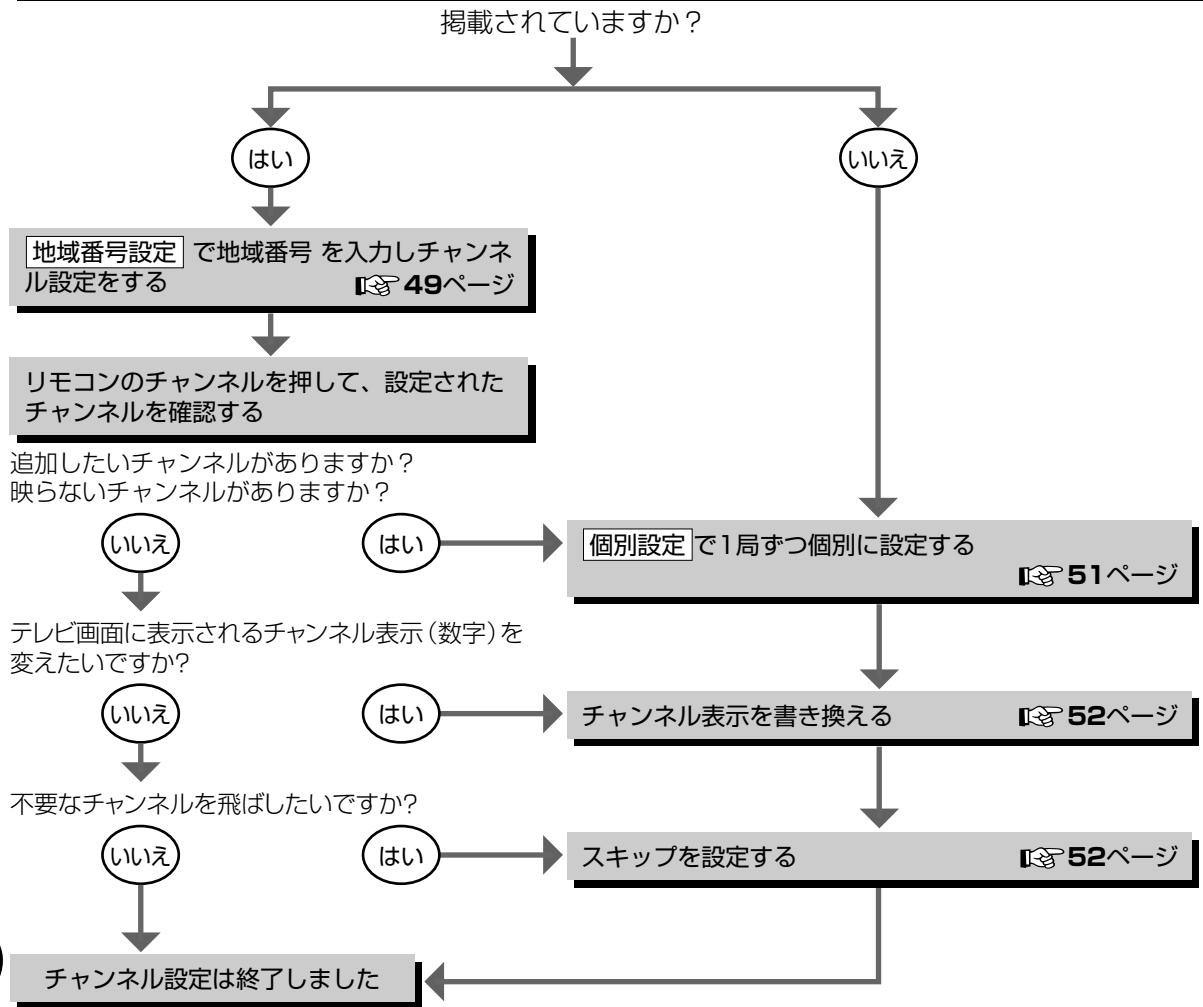 掲載されていますか？
はい
いいえ
地域番号設定 で地域番号 を入力しチャンネ
ル設定をする 49ページ
リモコンのチャンネルを押して、設定された
チャンネルを確認する
追加したいチャンネルがありますか？
映らないチャンネルがありますか？
いいえ
はい
個別設定 で1局ずつ個別に設定する
51ページ
テレビ画面に表示されるチャンネル表示（数字）を
変えたいですか?
いいえ
はい
チャンネル表示を書き換える 52ページ
不要なチャンネルを飛ばしたいですか?
いいえ
はい
スキップを設定する 52ページ
チャンネル設定は終了しました